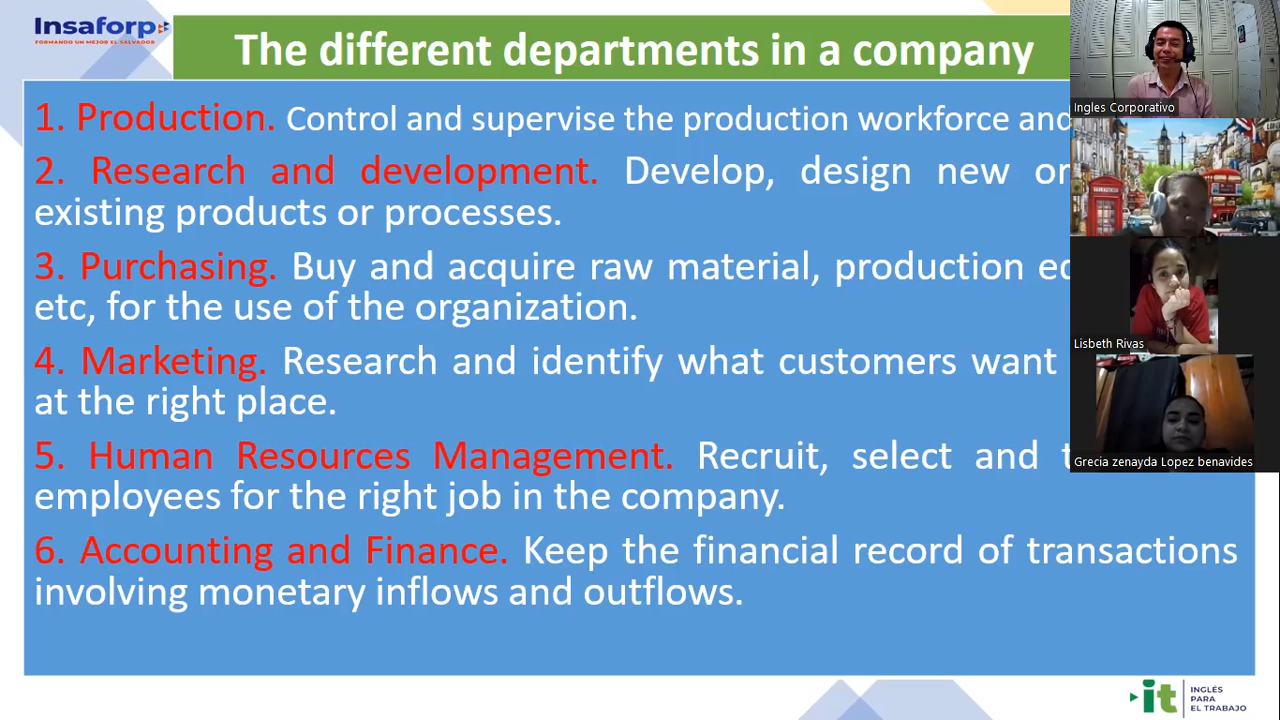 Insaforp
FORMANDO UN MEJOR EL SALVADOR
The different departments in a company
1. Production. Control and supervise the production workforce and
2. Research and development. Develop, design new or
existing products or processes.
3. Purchasing. Buy and acquire raw material, production
etc, for the use of the organization.
4. Marketing. Research and identify what customers want
at the right place.
5. Human Resources Management. Recruit, select and
employees for the right job in the company.
6. Accounting and Finance. Keep the financial record of transactions
involving monetary inflows and outflows.
Ingles Corporativo
Lisbeth Rivas
Grecia zenayda Lopez benavides
it
INGLÉS
PARA
EL TRABAJO